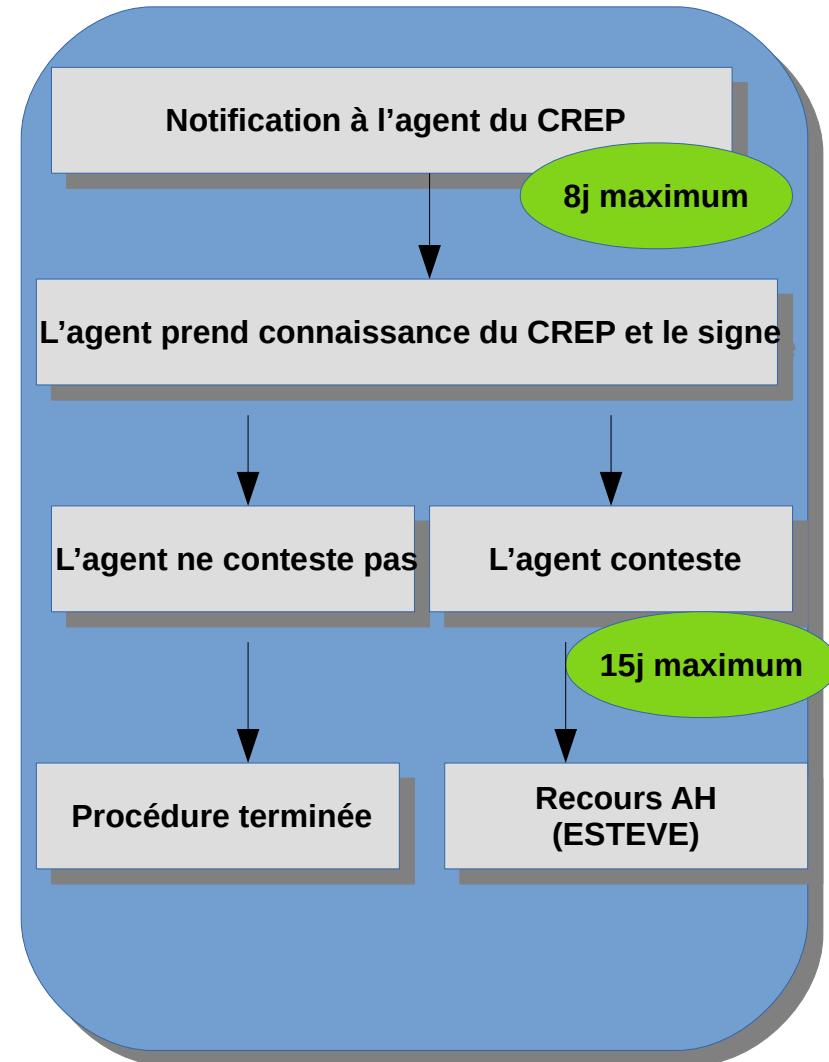 Notification à l’agent du CREP
8j maximum
L’agent prend connaissance du CREP et le signe
L’agent ne conteste pas
L’agent conteste
15j maximum
Procédure terminée
Recours AH
(ESTEVE)